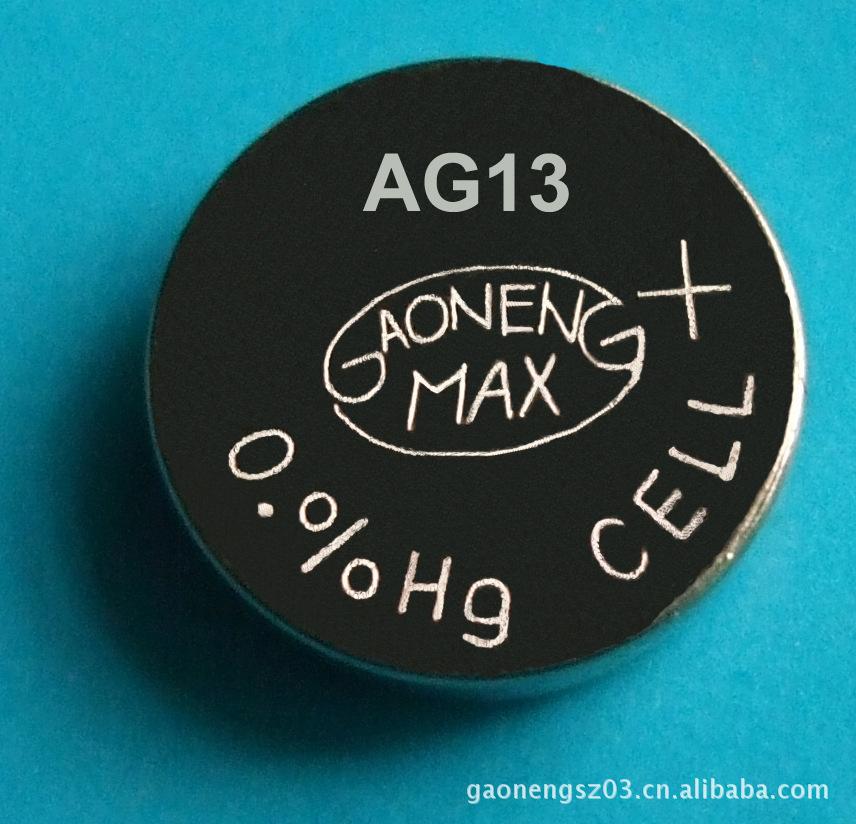 AG13
GAONENG
MAX
+
0.%Hg
CELL
gaonengsz03.cn.alibaba.com